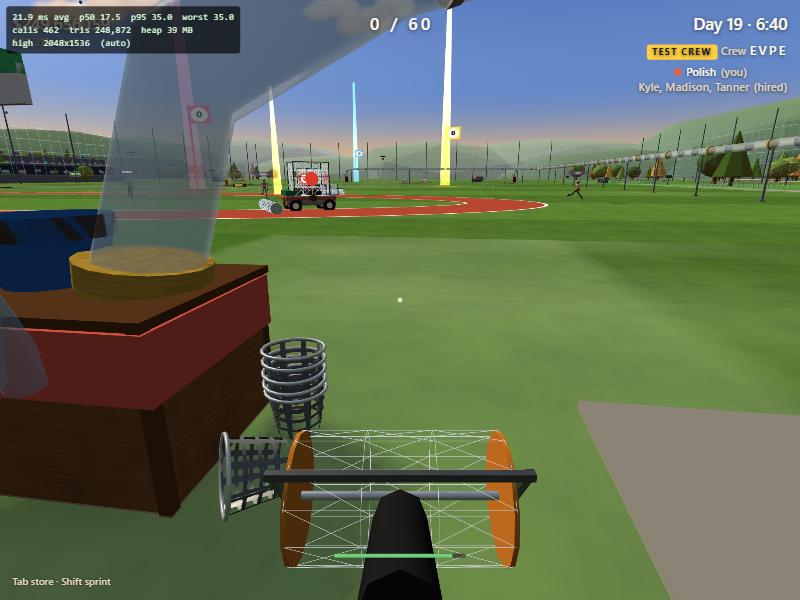 21.9 ms avg p50 17.5 p95 35.0 worst 35.0
calls 462 tris 248,872 heap 39 MB
high 2048x1536 (auto)
0 / 60
Day 19 · 6:40
TEST CREW Crew EVPE
Polish (you)
Kyle, Madison, Tanner (hired)
0
0
Tab store · Shift sprint